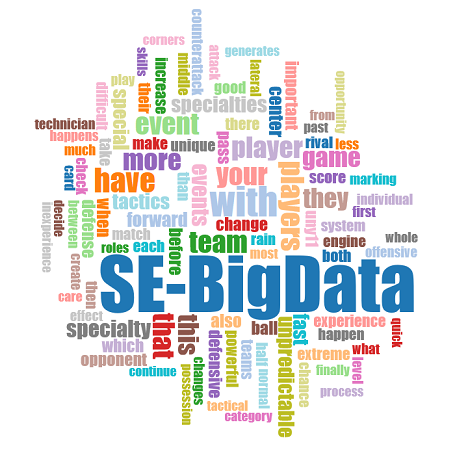 corners
skills
middle
counterattack
attack
generates
lateral
important
opportunity
play
their
increase
good
difficult
special
specialties
center
from
technician
event
there
past
happens
take
make
unique
pass
player
rival
less
much
more
game
check
card
have
than
events
your
players
score
marking
inexperience
decide
between
defense
when
tactics
with
they
individual
forward
change
unyt1
first
match
system
roles
each
before
team
rain
engine
whole
most
both
offensive
create
then
care
SE-BigData
effect
specialty
that
this
also
ball
unpredictable
fast
experience
quick
happen
which
opponent
changes
defensive
powerful
teams
half
normal
extreme
what
chance
level
continue
finally
possession
tactical
process
category